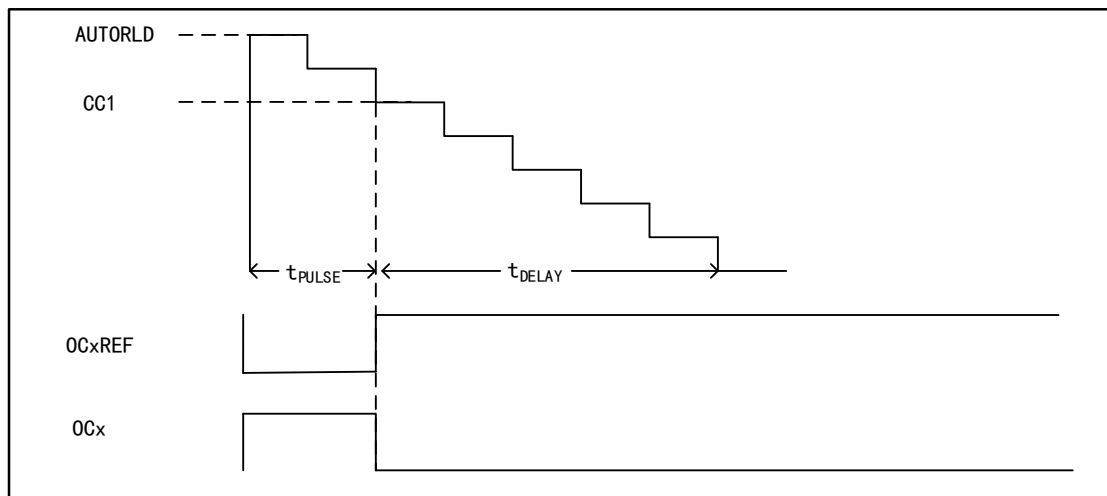 AUTORLD
CC1
tPULSE
tDELAY
OCxREF
OCx